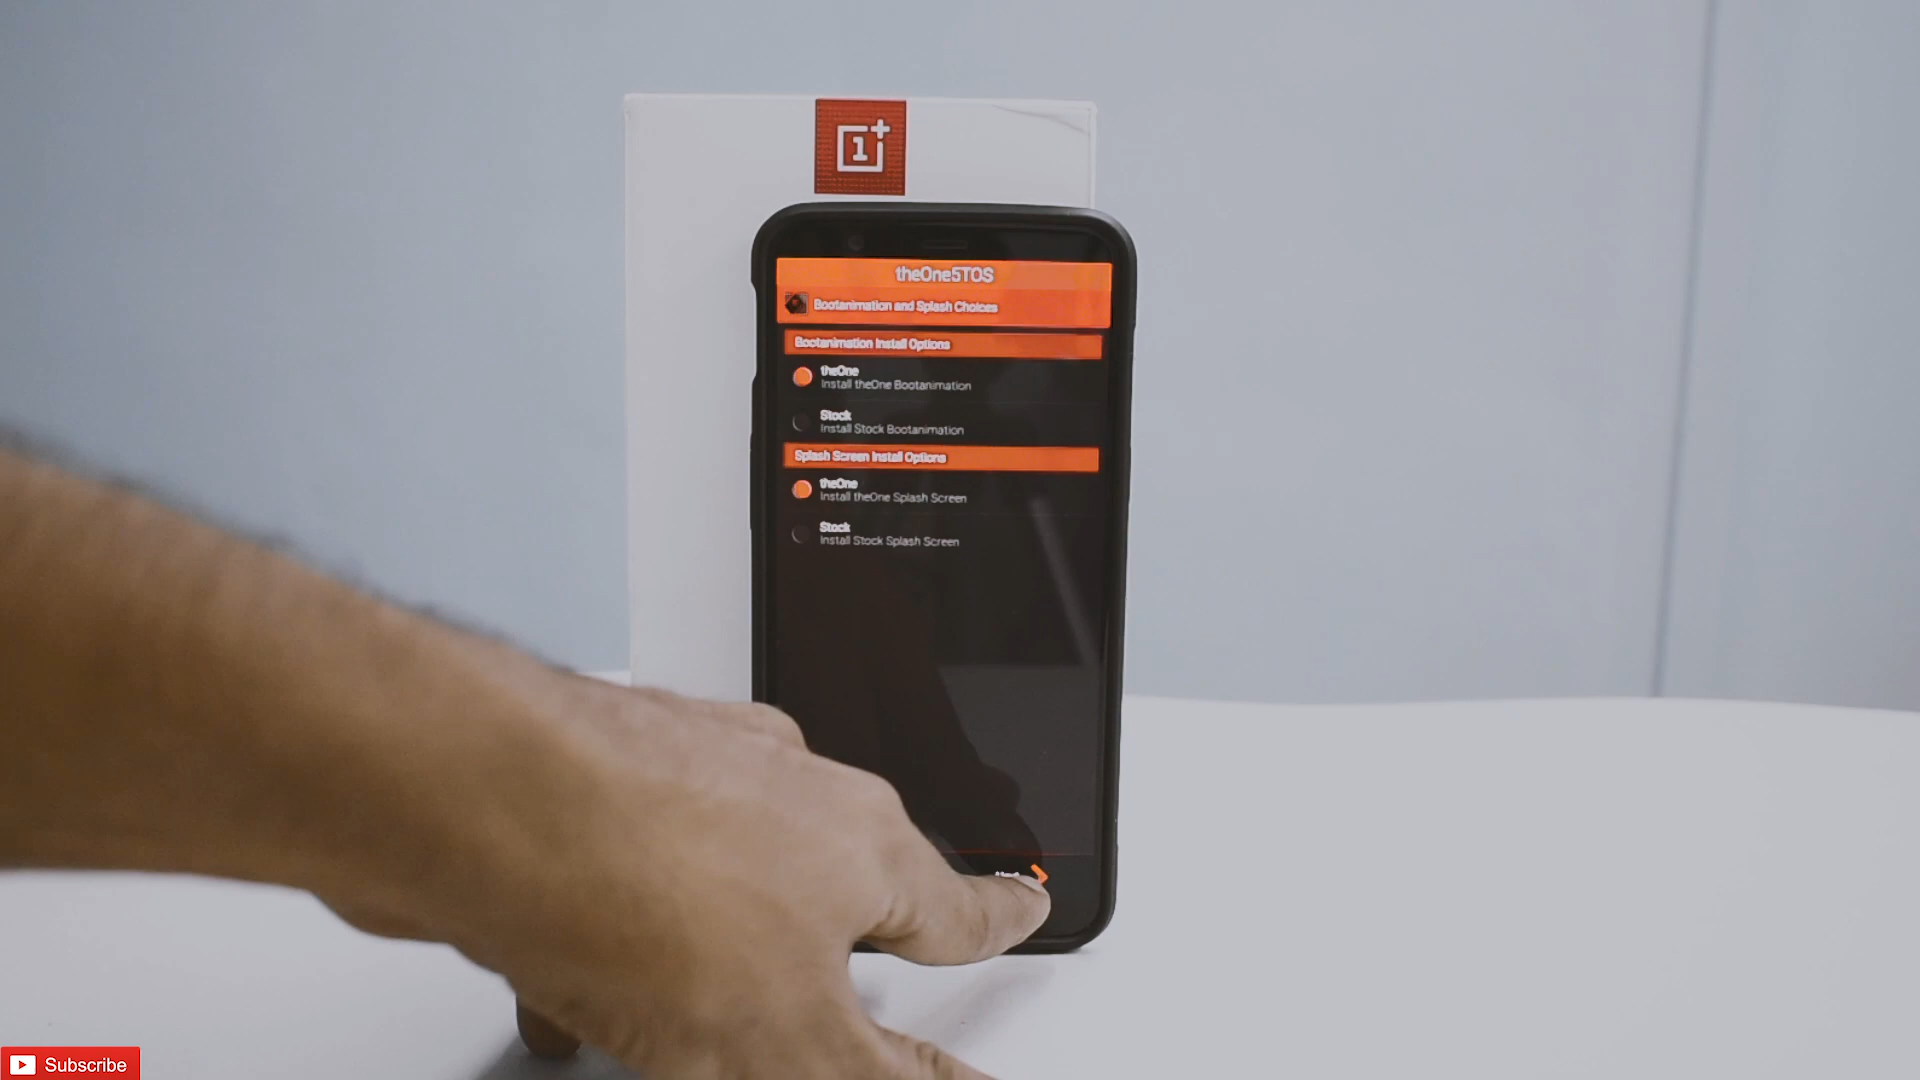 1+
theOne5TOS
Bootanimation and Splash Choices
Bootanimation Install Options
theOne
Install theOne Bootanimation
Stock
Install Stock Bootanimation
Splash Screen Install Options
theOne
Install theOne Splash Screen
Stock
Install Stock Splash Screen
Subscribe